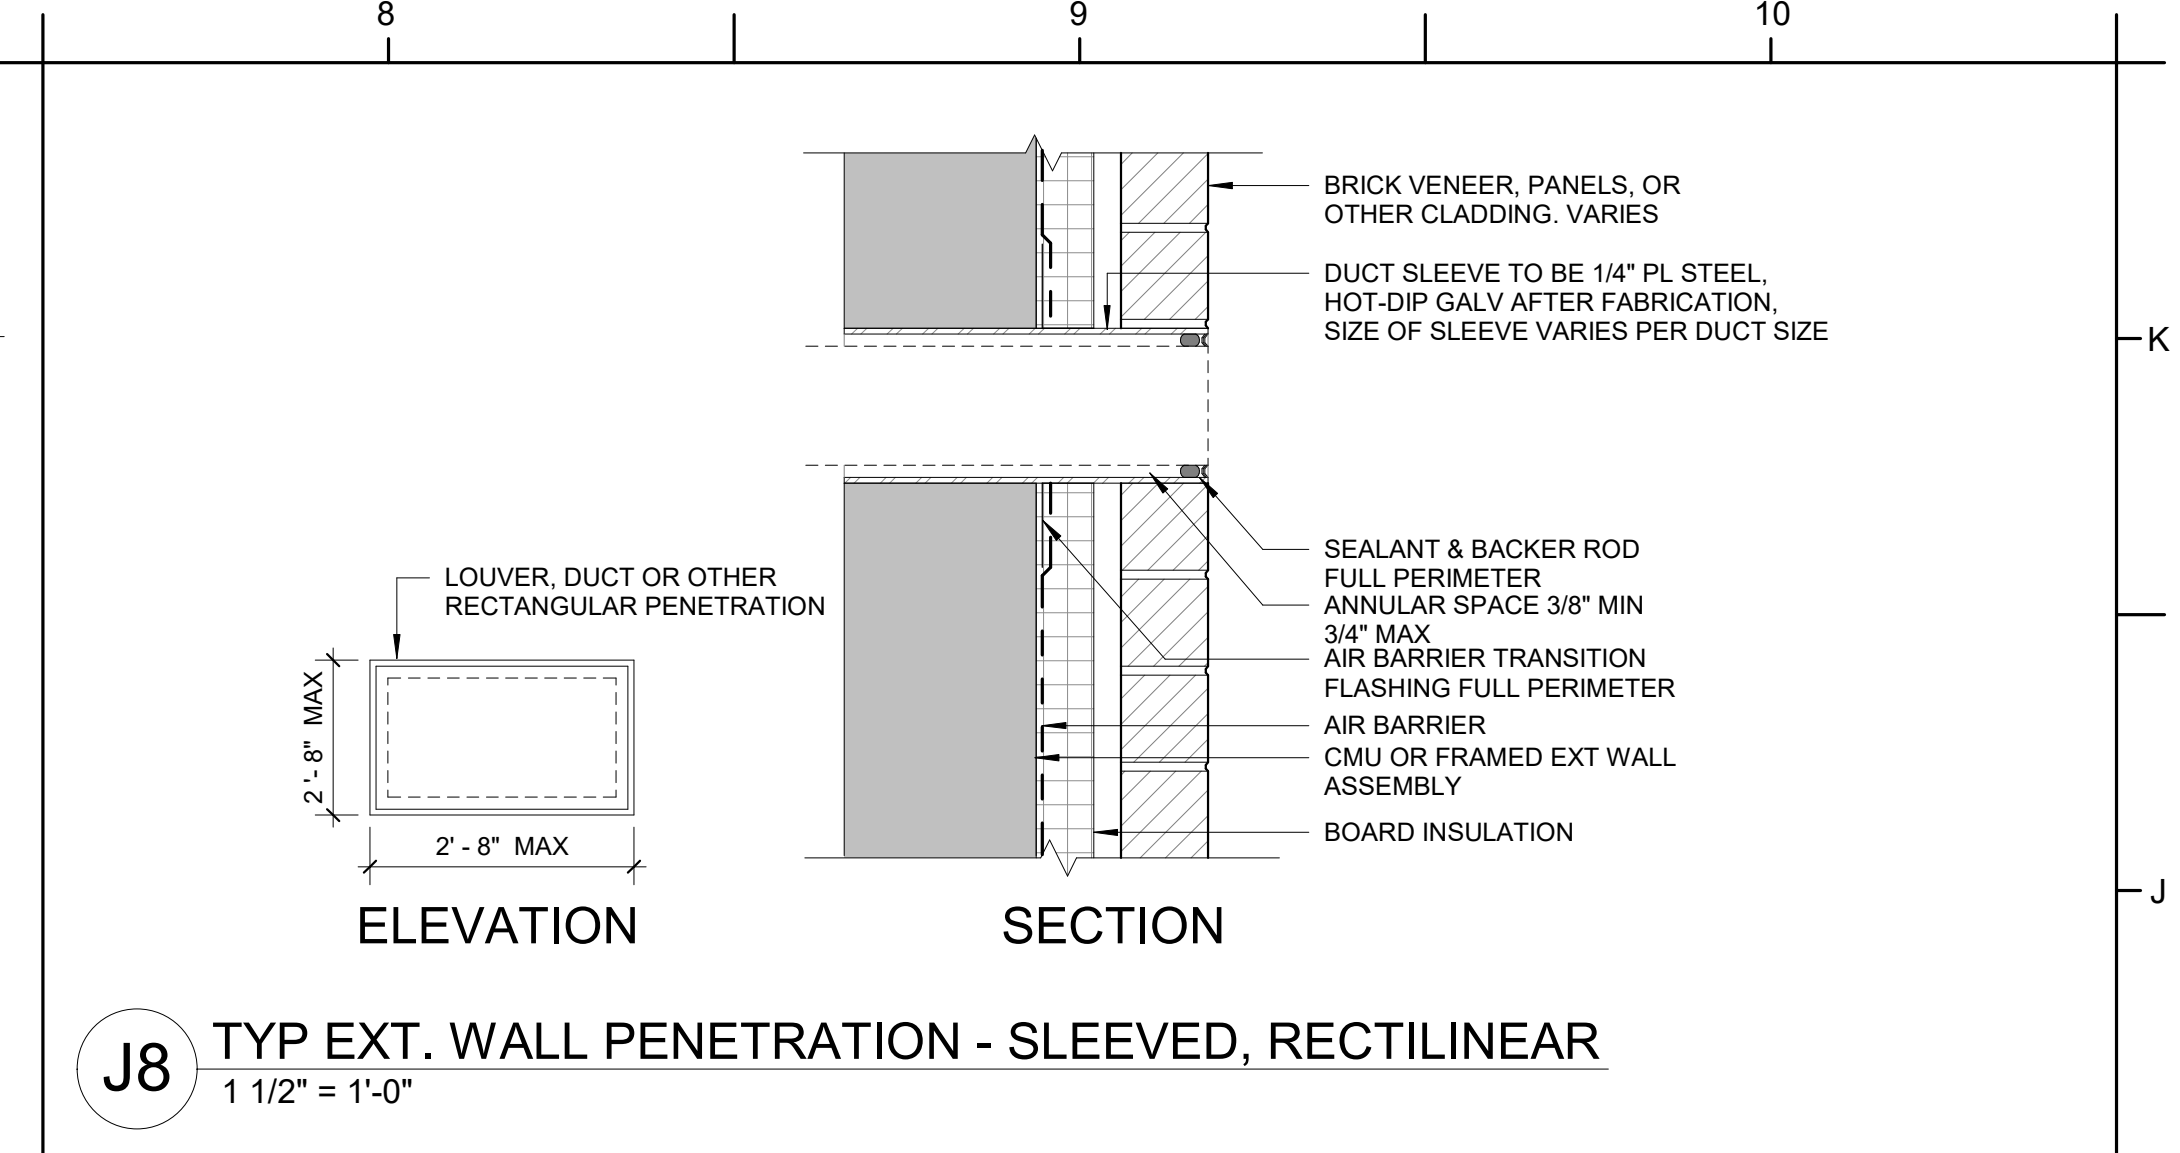 8
9
10
BRICK VENEER, PANELS, OR
OTHER CLADDING. VARIES
DUCT SLEEVE TO BE 1/4" PL STEEL,
HOT-DIP GALV AFTER FABRICATION,
SIZE OF SLEEVE VARIES PER DUCT SIZE
K
SEALANT & BACKER ROD
FULL PERIMETER
ANNULAR SPACE 3/8" MIN
3/4" MAX
AIR BARRIER TRANSITION
FLASHING FULL PERIMETER
AIR BARRIER
CMU OR FRAMED EXT WALL
ASSEMBLY
BOARD INSULATION
J
LOUVER, DUCT OR OTHER
RECTANGULAR PENETRATION
2' - 8" MAX
2' - 8" MAX
ELEVATION
SECTION
J8
TYP EXT. WALL PENETRATION - SLEEVED, RECTILINEAR
1 1/2" = 1'-0"